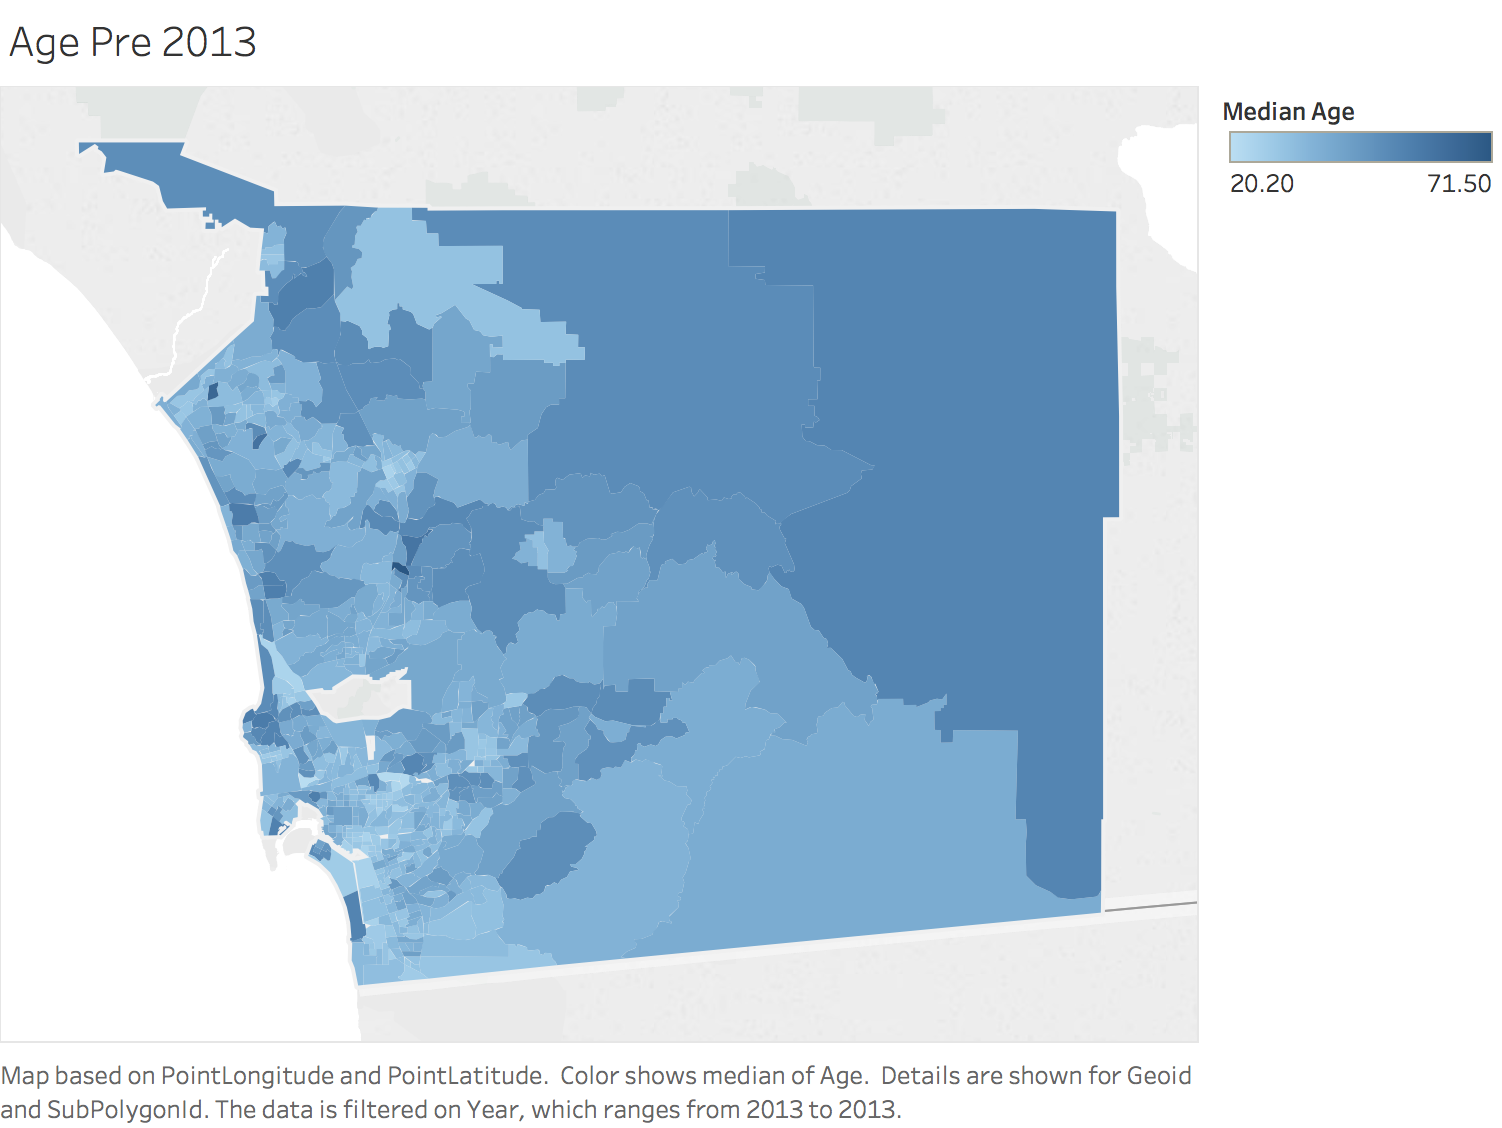 Age Pre 2013
Median Age
20.20 71.50
Map based on PointLongitude and PointLatitude.  Color shows median of Age.  Details are shown for Geoid
and SubPolygonId. The data is filtered on Year, which ranges from 2013 to 2013.